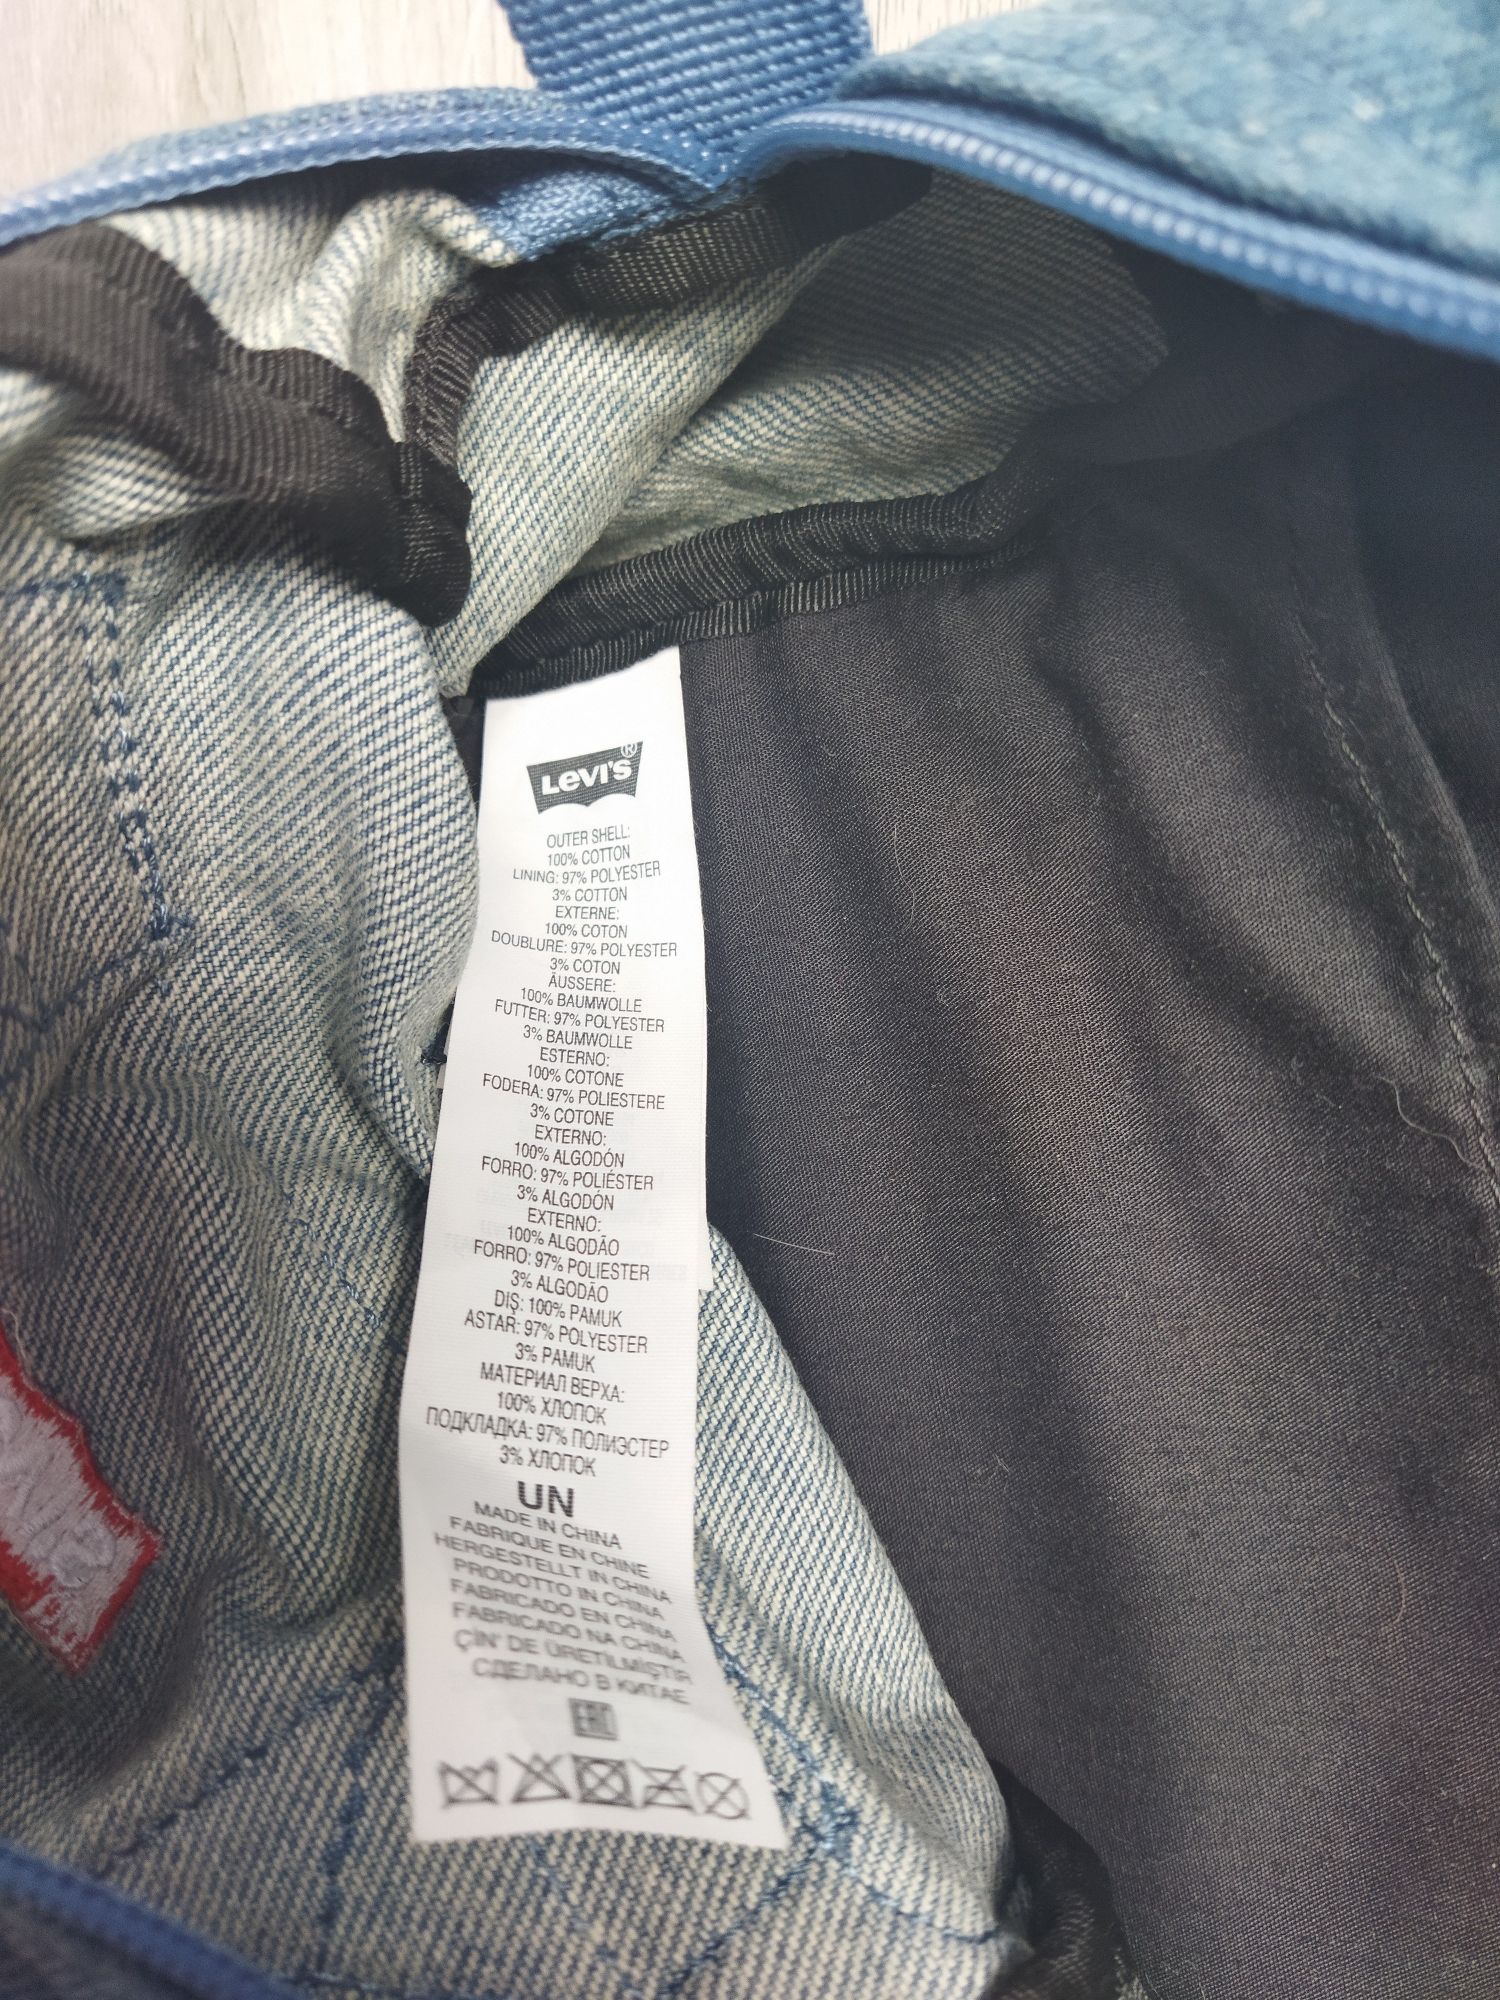 LEVI'S®
OUTER SHELL:
100% COTTON
LINING: 97% POLYESTER
3% COTTON
EXTERNE:
100% COTON
DOUBLURE: 97% POLYESTER
3% COTON
ÄUSSERE:
100% BAUMWOLLE
FUTTER: 97% POLYESTER
3% BAUMWOLLE
ESTERNO:
100% COTONE
FODERA: 97% POLIESTERE
3% COTONE
EXTERNO:
100% ALGODÓN
FORRO: 97% POLIÉSTER
3% ALGODÓN
EXTERNO:
100% ALGODÃO
FORRO: 97% POLIESTER
3% ALGODÃO
DIŞ: 100% PAMUK
ASTAR: 97% POLYESTER
3% PAMUK
МАТЕРИАЛ ВЕРХА:
100% ХЛОПОК
ПОДКЛАДКА: 97% ПОЛИЭСТЕР
3% ХЛОПОК
UN
MADE IN CHINA
FABRIQUE EN CHINE
HERGESTELLT IN CHINA
PRODOTTO IN CHINA
FABRICADO EN CHINA
FABRICADO NA CHINA
ÇİN' DE ÜRETİLMİŞTİR
СДЕЛАНО В КИТАЕ
EAC